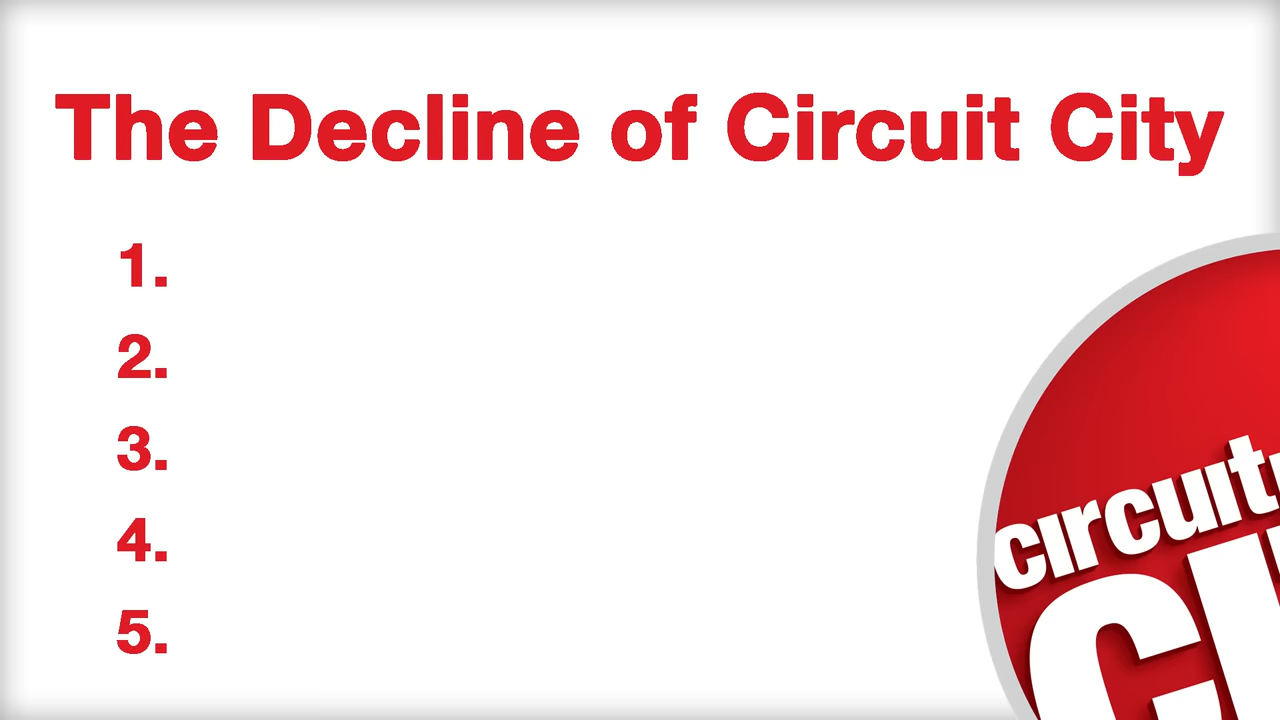 The Decline of Circuit City
1.
2.
3.
4.
5.
circuit